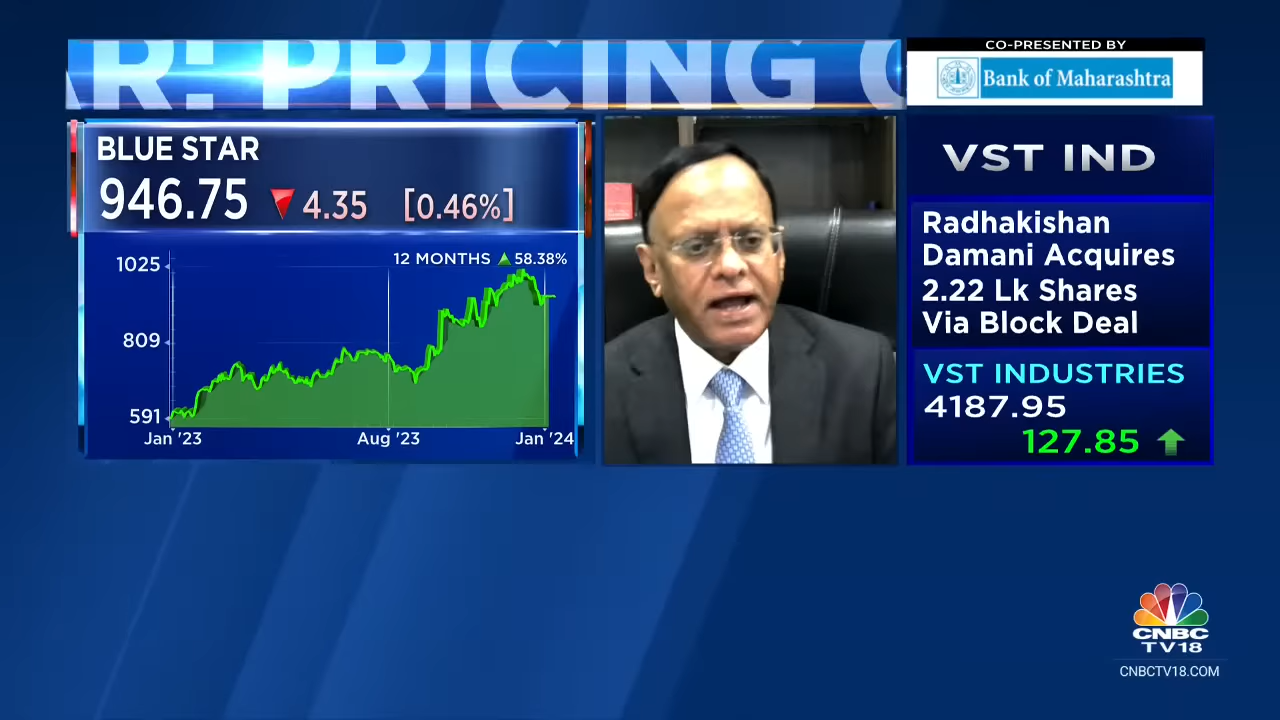 AR: PRICING
CO-PRESENTED BY
Bank of Maharashtra
BLUE STAR
946.75 ▼ 4.35 [0.46%]
12 MONTHS ▲ 58.38%
1025
809
591
Jan '23
Aug '23
Jan '24
VST IND
Radhakishan
Damani Acquires
2.22 Lk Shares
Via Block Deal
VST INDUSTRIES
4187.95
127.85
CNBC
TV18
CNBCTV18.COM